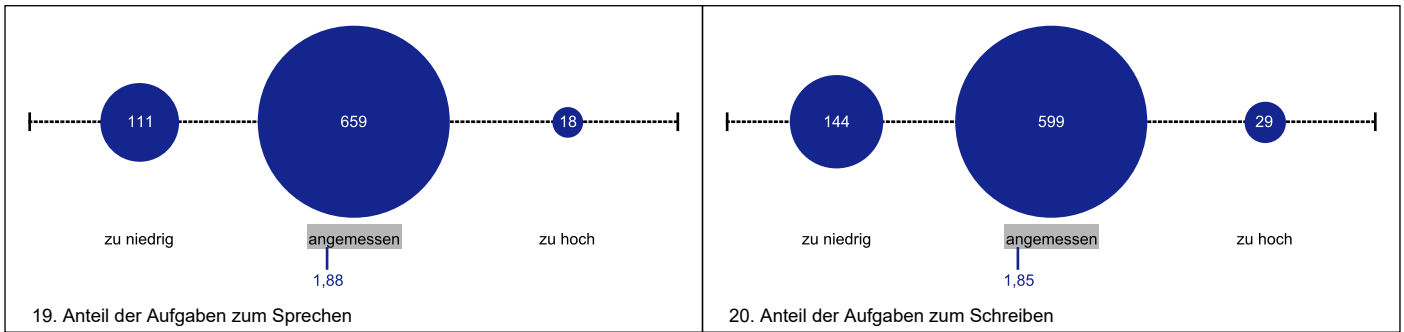 111
659
18
zu niedrig
angemessen
zu hoch
1,88
19. Anteil der Aufgaben zum Sprechen
144
599
29
zu niedrig
angemessen
zu hoch
1,85
20. Anteil der Aufgaben zum Schreiben